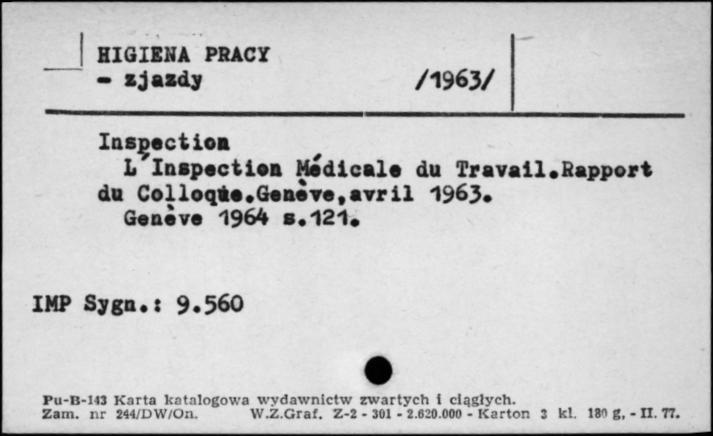 HIGIENA PRACY
- zjazdy /1963/
Inspection
L'Inspection Médicale du Travail.Rapport
du Colloque.Genève,avril 1963.
Genève 1964 s.121.
IMP Sygn.: 9.560
Pu-B-143 Karta katalogowa wydawnictw zwartych i ciągłych.
Zam. nr 244/DW/On. W.Z.Graf. Z-2 - 301 - 2.620.000 - Karton 3 kl. 180 g, - II. 77.